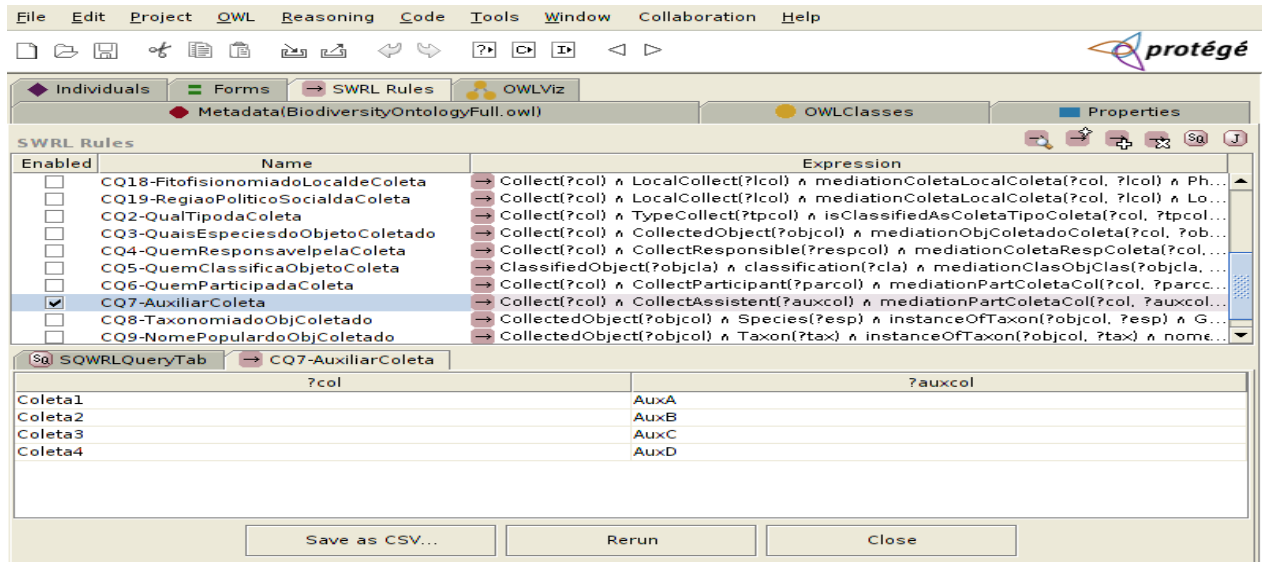 File Edit Project OWL Reasoning Code Tools Window Collaboration Help
protégé
Individuals Forms SWRL Rules OWLViz
Metadata(BiodiversityOntologyFull.owl) OWLClasses Properties
SWRL Rules
Enabled Name Expression
CQ18-FitofisionomiadoLocaldeColeta → Collect(?col) ∧ LocalCollect(?lcol) ∧ mediationColetaLocalColeta(?col, ?lcol) ∧ Ph...
CQ19-RegiaoPoliticoSocialdaColeta → Collect(?col) ∧ LocalCollect(?lcol) ∧ mediationColetaLocalColeta(?col, ?lcol) ∧ Lo...
CQ2-QualTipodaColeta → Collect(?col) ∧ TypeCollect(?tpcol) ∧ isClassifiedAsColetaTipoColeta(?col, ?tpcol...
CQ3-QuaisEspeciesdoObjetoColetado → Collect(?col) ∧ CollectedObject(?objcol) ∧ mediationObjColetadoColeta(?col, ?ob...
CQ4-QuemResponsavelpelaColeta → Collect(?col) ∧ CollectResponsible(?respcol) ∧ mediationColetaRespColeta(?col,...
CQ5-QuemClassificaObjetoColeta → ClassifiedObject(?objcla) ∧ classification(?cla) ∧ mediationClasObjClas(?objcla, ...
CQ6-QuemParticipadaColeta → Collect(?col) ∧ CollectParticipant(?parcol) ∧ mediationPartColetaCol(?col, ?parcc...
CQ7-AuxiliarColeta → Collect(?col) ∧ CollectAssistent(?auxcol) ∧ mediationPartColetaCol(?col, ?auxcol...
CQ8-TaxonomiadoObjColetado → CollectedObject(?objcol) ∧ Species(?esp) ∧ instanceOfTaxon(?objcol, ?esp) ∧ G...
CQ9-NomePopulardoObjColetado → CollectedObject(?objcol) ∧ Taxon(?tax) ∧ instanceOfTaxon(?objcol, ?tax) ∧ nome...
SQWRLQueryTab → CQ7-AuxiliarColeta
?col ?auxcol
Coleta1 AuxA
Coleta2 AuxB
Coleta3 AuxC
Coleta4 AuxD
Save as CSV... Rerun Close